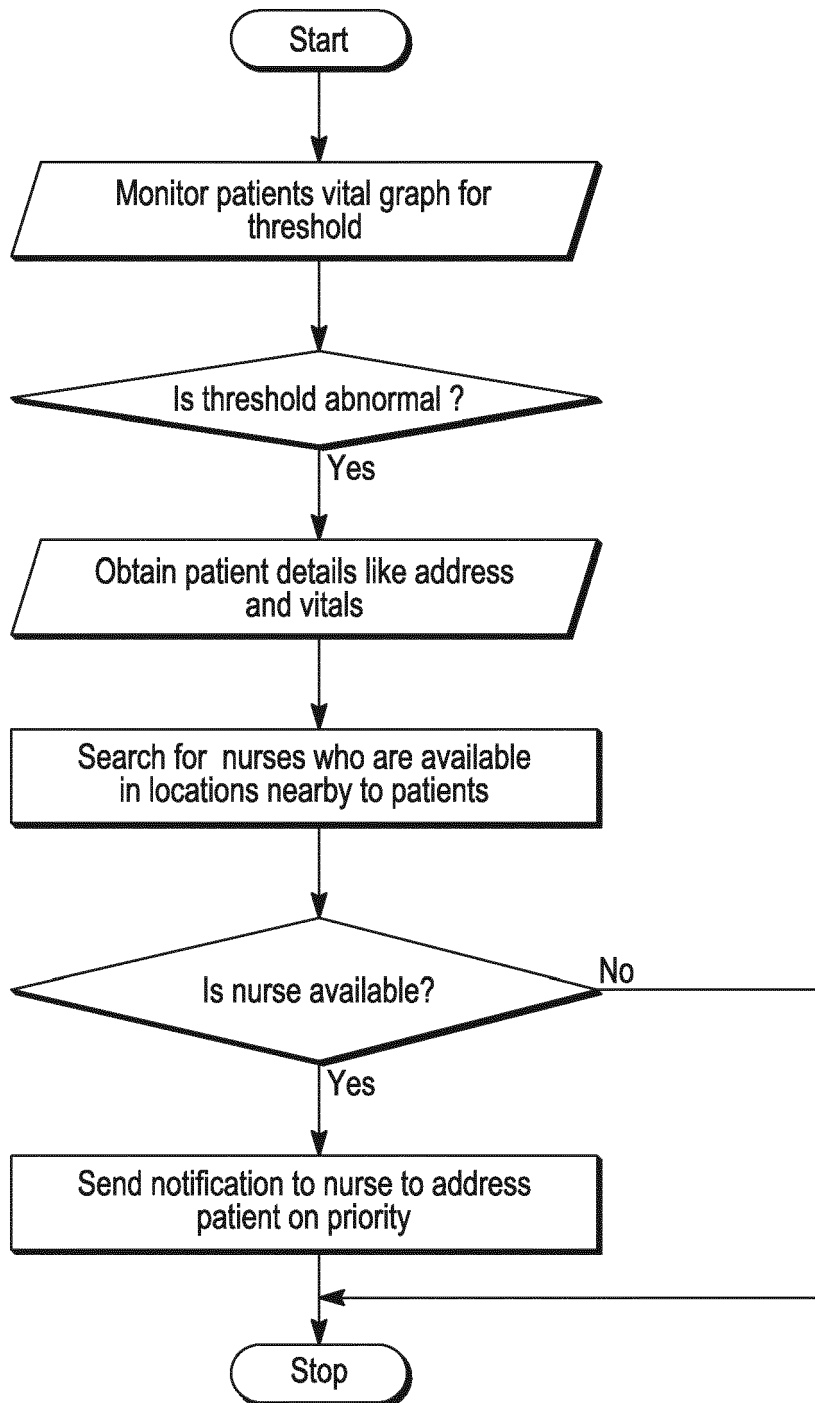 Start
Monitor patients vital graph for
threshold
Is threshold abnormal ?
Yes
Obtain patient details like address
and vitals
Search for nurses who are available
in locations nearby to patients
Is nurse available?
No
Yes
Send notification to nurse to address
patient on priority
Stop